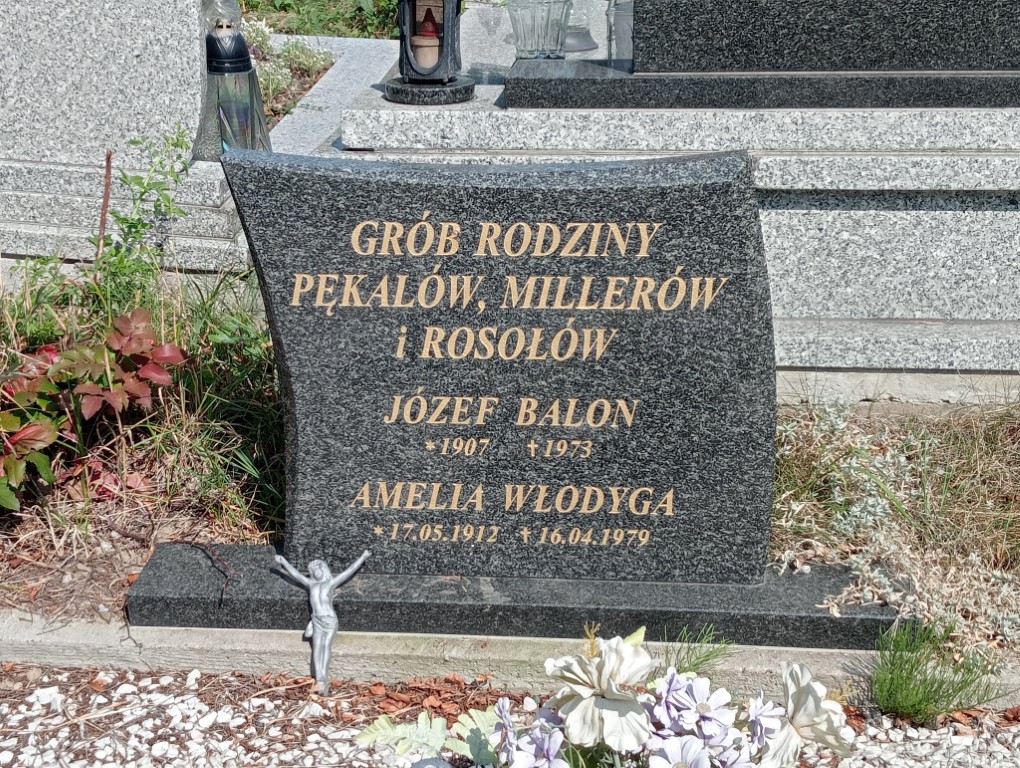 GRÓB RODZINY
PĘKALÓW, MILLERÓW
i ROSOŁÓW
JÓZEF BALON
*1907 †1973
AMELIA WŁODYGA
*17.05.1912 †16.04.1979